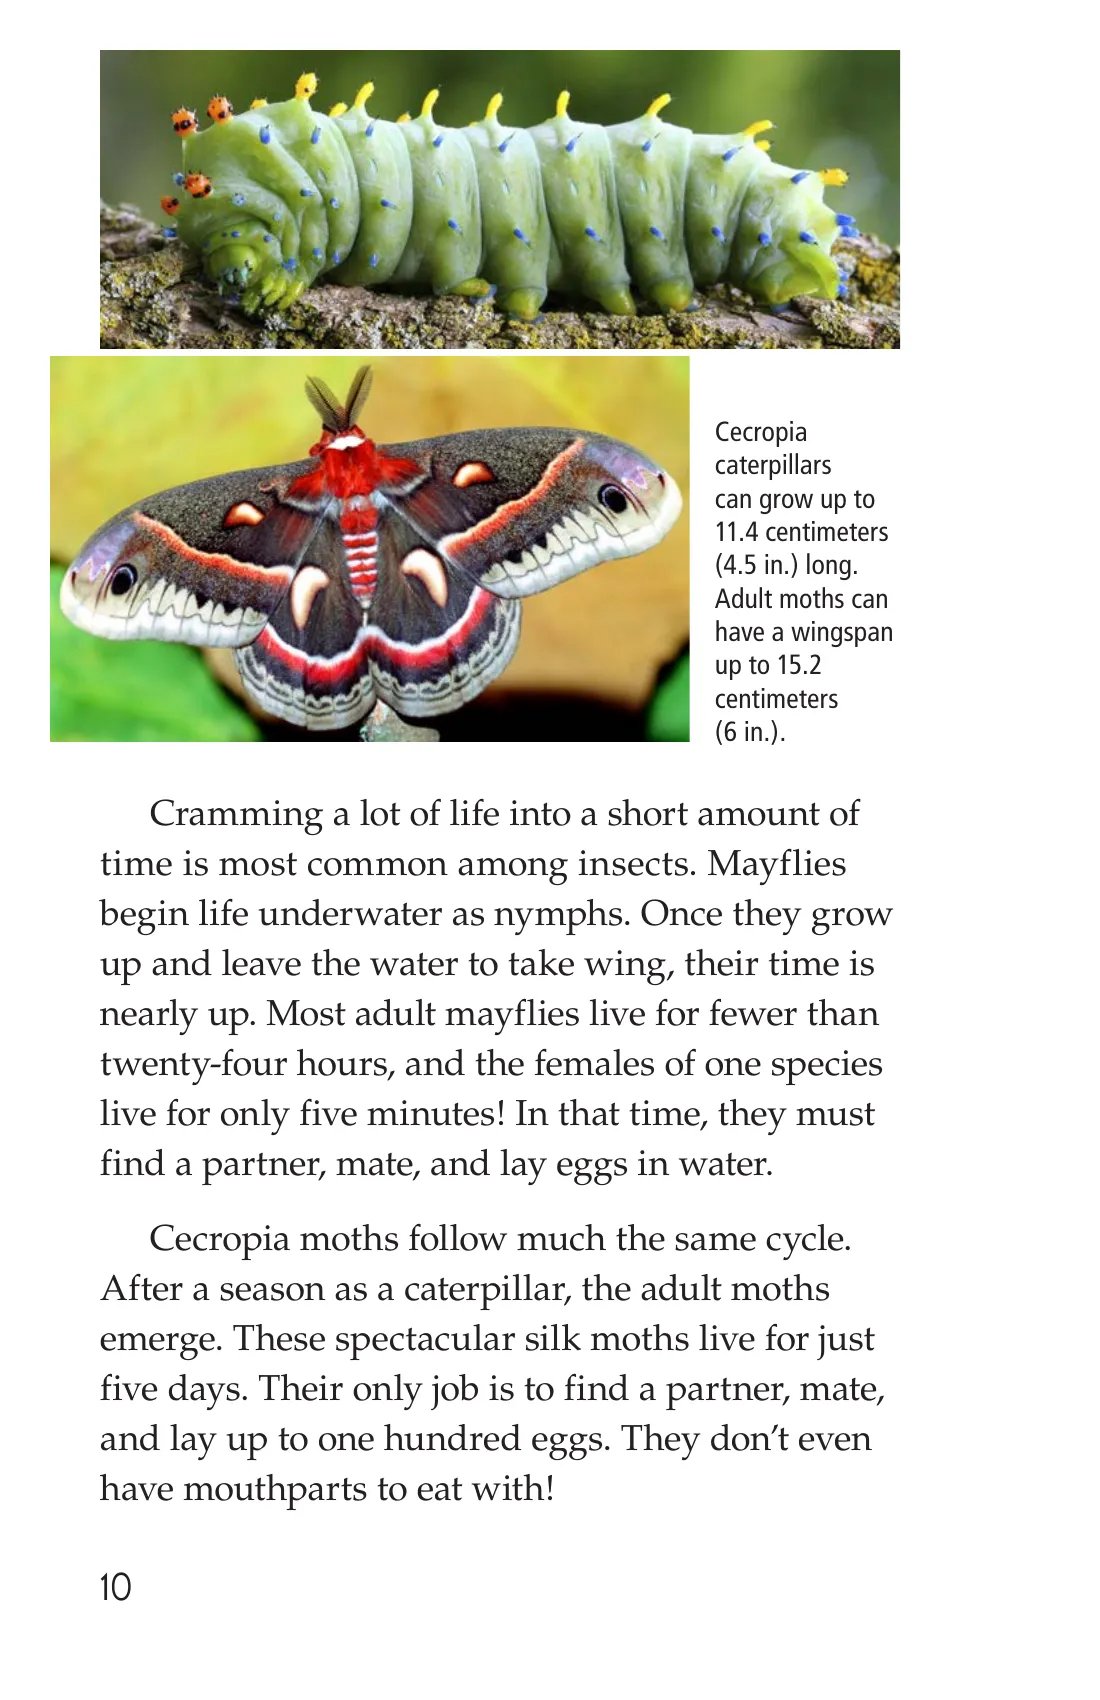 Cecropia
caterpillars
can grow up to
11.4 centimeters
(4.5 in.) long.
Adult moths can
have a wingspan
up to 15.2
centimeters
(6 in.).
Cramming a lot of life into a short amount of
time is most common among insects. Mayflies
begin life underwater as nymphs. Once they grow
up and leave the water to take wing, their time is
nearly up. Most adult mayflies live for fewer than
twenty-four hours, and the females of one species
live for only five minutes! In that time, they must
find a partner, mate, and lay eggs in water.
Cecropia moths follow much the same cycle.
After a season as a caterpillar, the adult moths
emerge. These spectacular silk moths live for just
five days. Their only job is to find a partner, mate,
and lay up to one hundred eggs. They don’t even
have mouthparts to eat with!
10